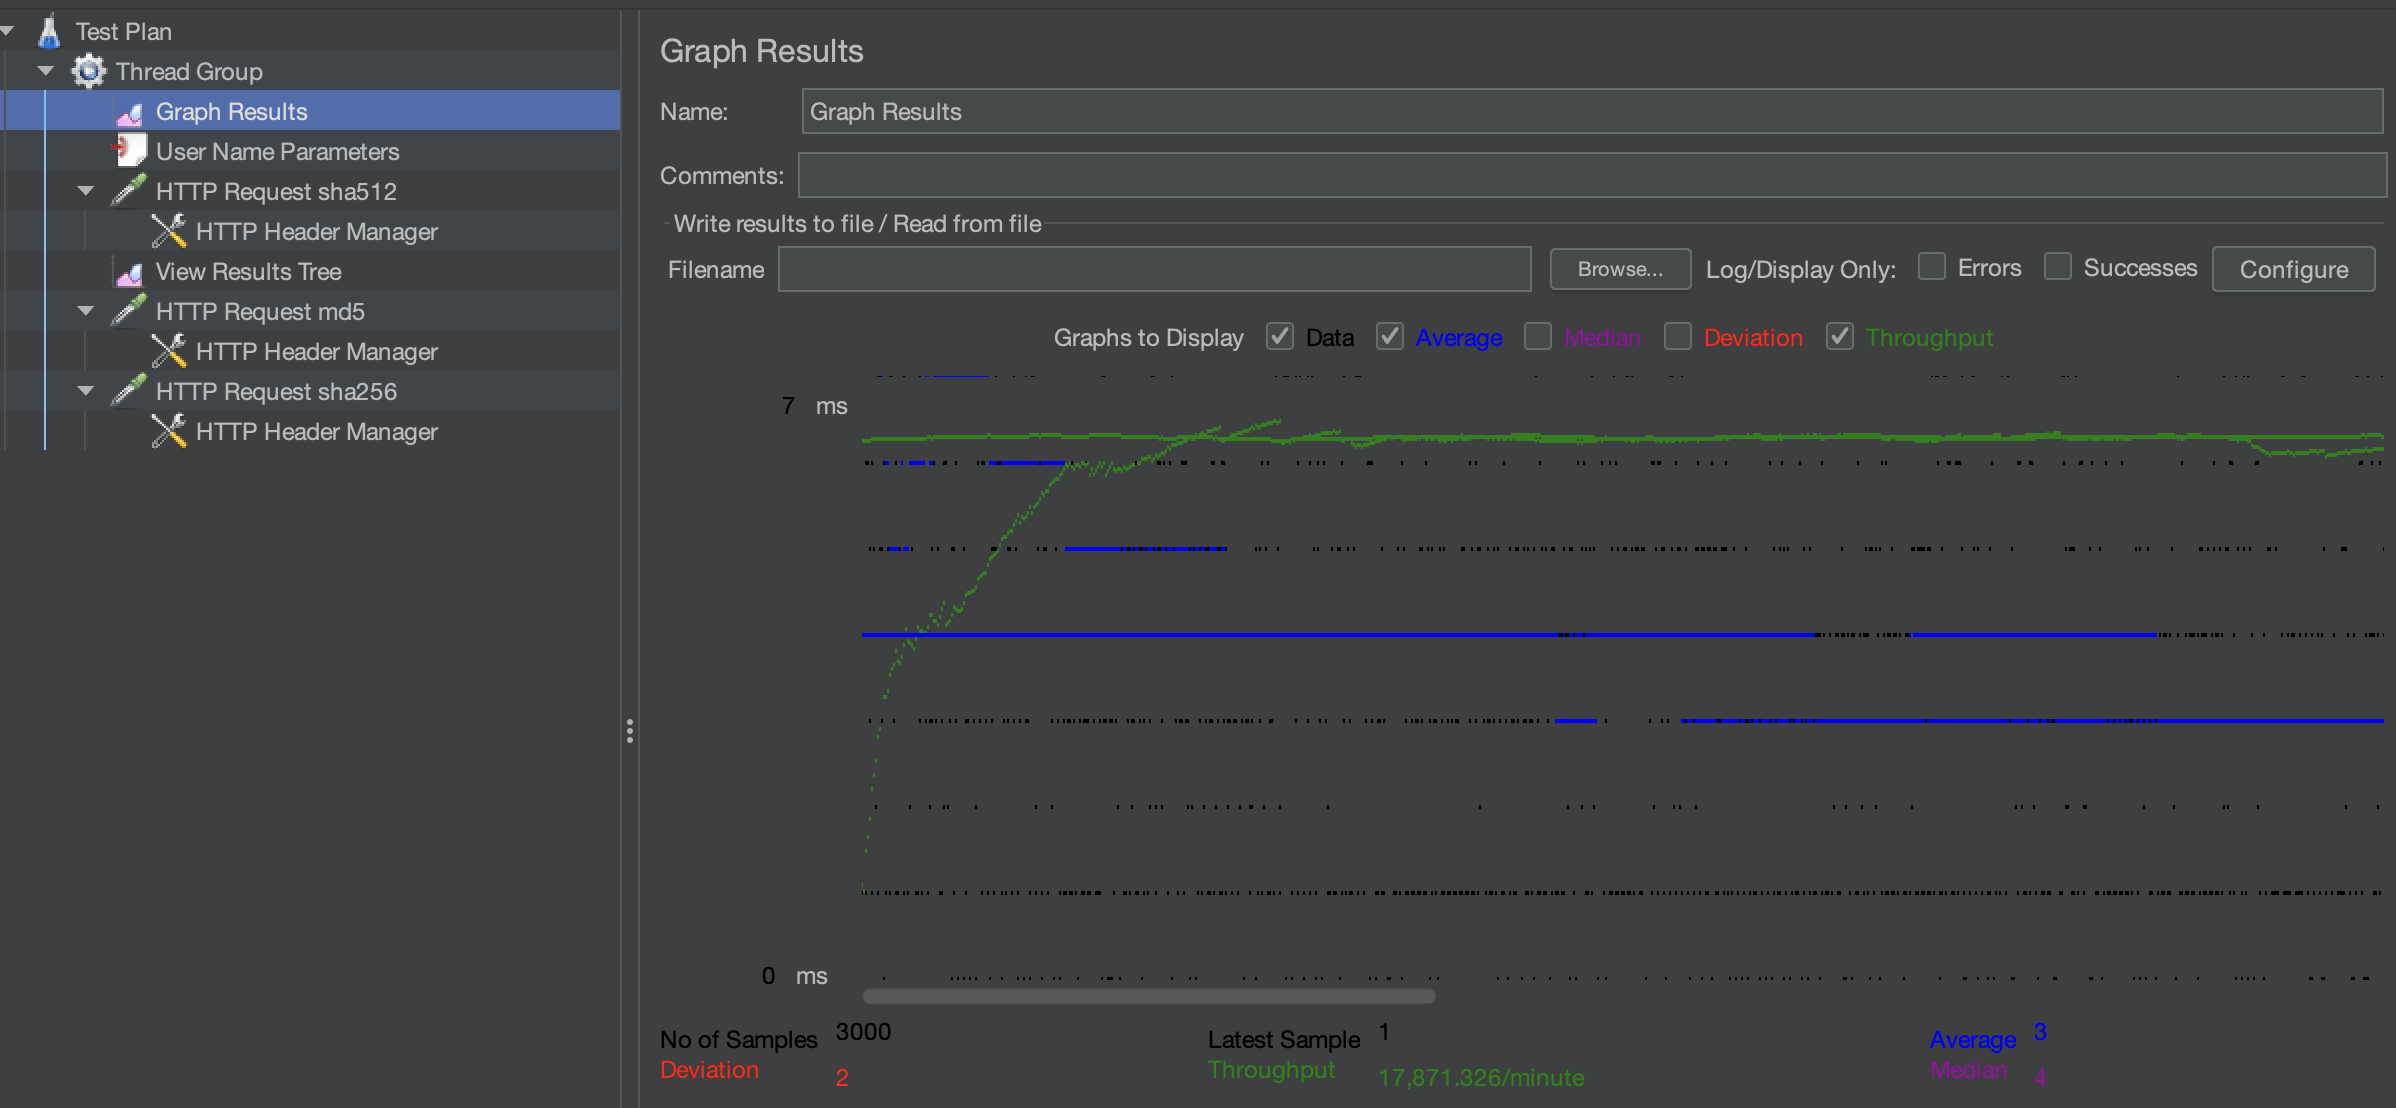 Test Plan
Thread Group
Graph Results
User Name Parameters
HTTP Request sha512
HTTP Header Manager
View Results Tree
HTTP Request md5
HTTP Header Manager
HTTP Request sha256
HTTP Header Manager
Graph Results
Name: Graph Results
Comments:
Write results to file / Read from file
Filename Browse... Log/Display Only: Errors Successes Configure
Graphs to Display Data Average Median Deviation Throughput
7 ms
0 ms
No of Samples 3000 Latest Sample 1 Average 3
Deviation 2 Throughput 17,871.326/minute Median 4